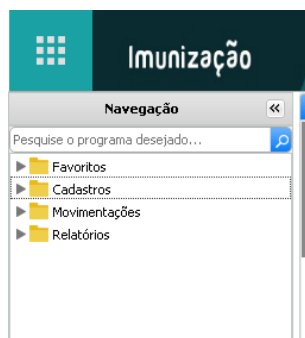 Imunização
Navegação
Pesquise o programa desejado...
Favoritos
Cadastros
Movimentações
Relatórios